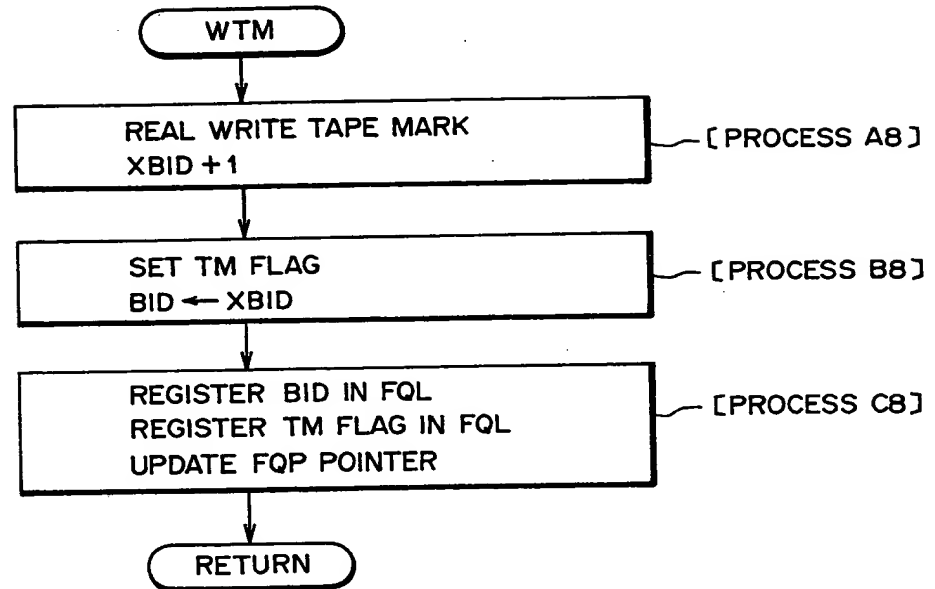 WTM
REAL WRITE TAPE MARK
XBID + 1
[PROCESS A8]
SET TM FLAG
BID ← XBID
[PROCESS B8]
REGISTER BID IN FQL
REGISTER TM FLAG IN FQL
UPDATE FQP POINTER
[PROCESS C8]
RETURN